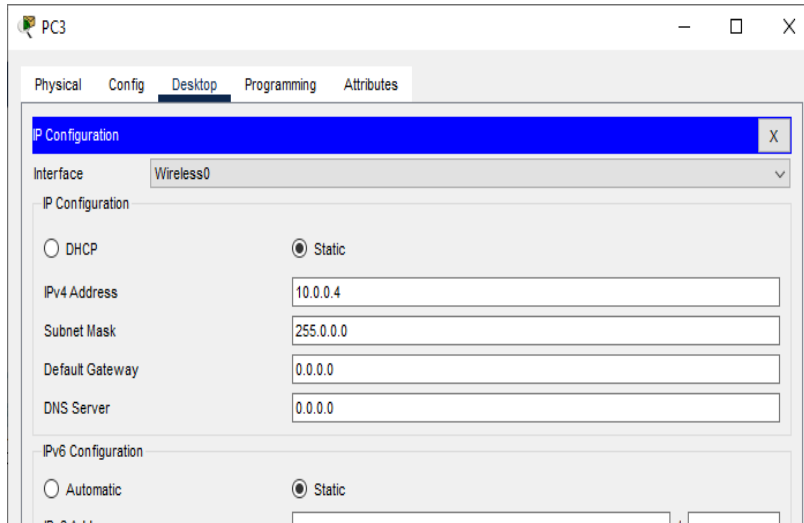 PC3
Physical Config Desktop Programming Attributes
IP Configuration X
Interface Wireless0
IP Configuration
DHCP Static
IPv4 Address 10.0.0.4
Subnet Mask 255.0.0.0
Default Gateway 0.0.0.0
DNS Server 0.0.0.0
IPv6 Configuration
Automatic Static